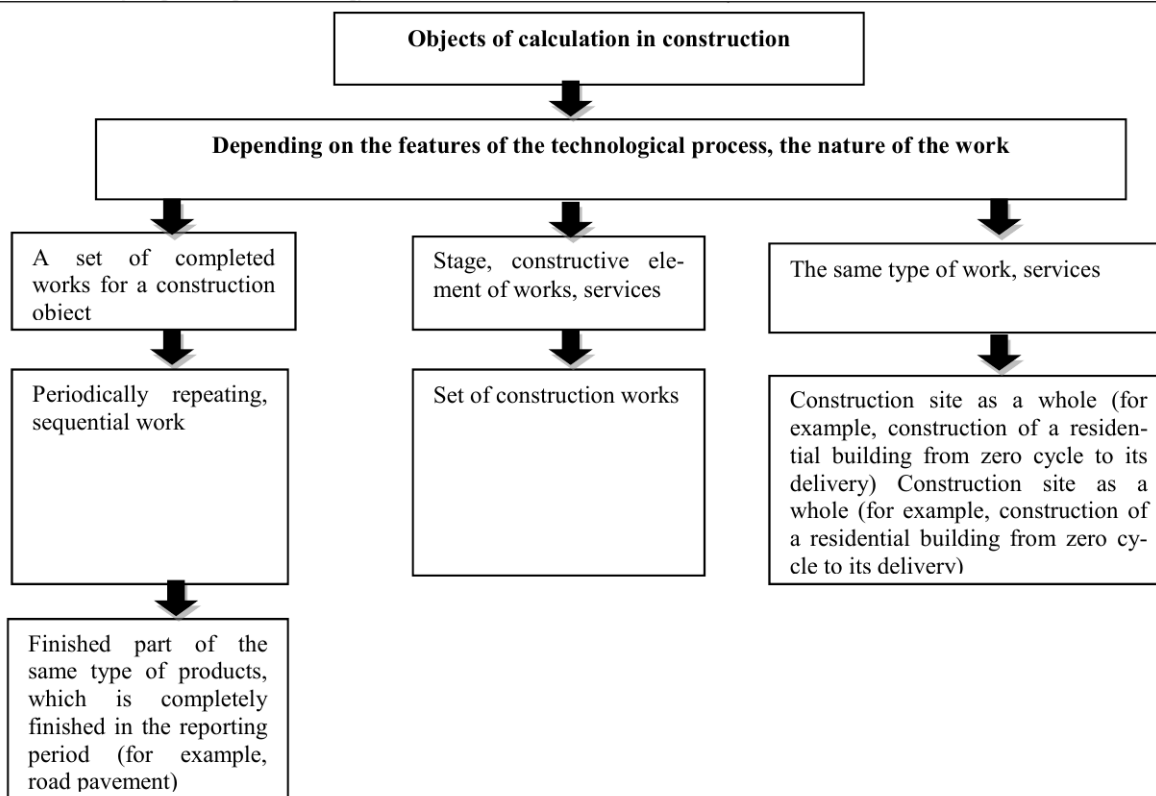 Objects of calculation in construction
Depending on the features of the technological process, the nature of the work
A set of completed
works for a construction
object
Stage, constructive ele-
ment of works, services
The same type of work, services
Periodically repeating,
sequential work
Set of construction works
Construction site as a whole (for
example, construction of a residen-
tial building from zero cycle to its
delivery) Construction site as a
whole (for example, construction of
a residential building from zero cy-
cle to its delivery)
Finished part of the
same type of products,
which is completely
finished in the reporting
period (for example,
road pavement)